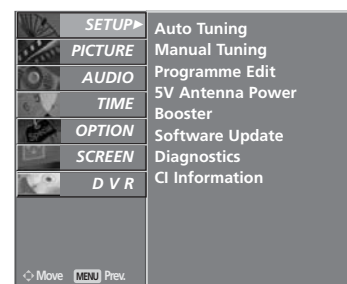 SETUP
PICTURE
AUDIO
TIME
OPTION
SCREEN
D V R
Auto Tuning
Manual Tuning
Programme Edit
5V Antenna Power
Booster
Software Update
Diagnostics
CI Information
Move MENU Prev.